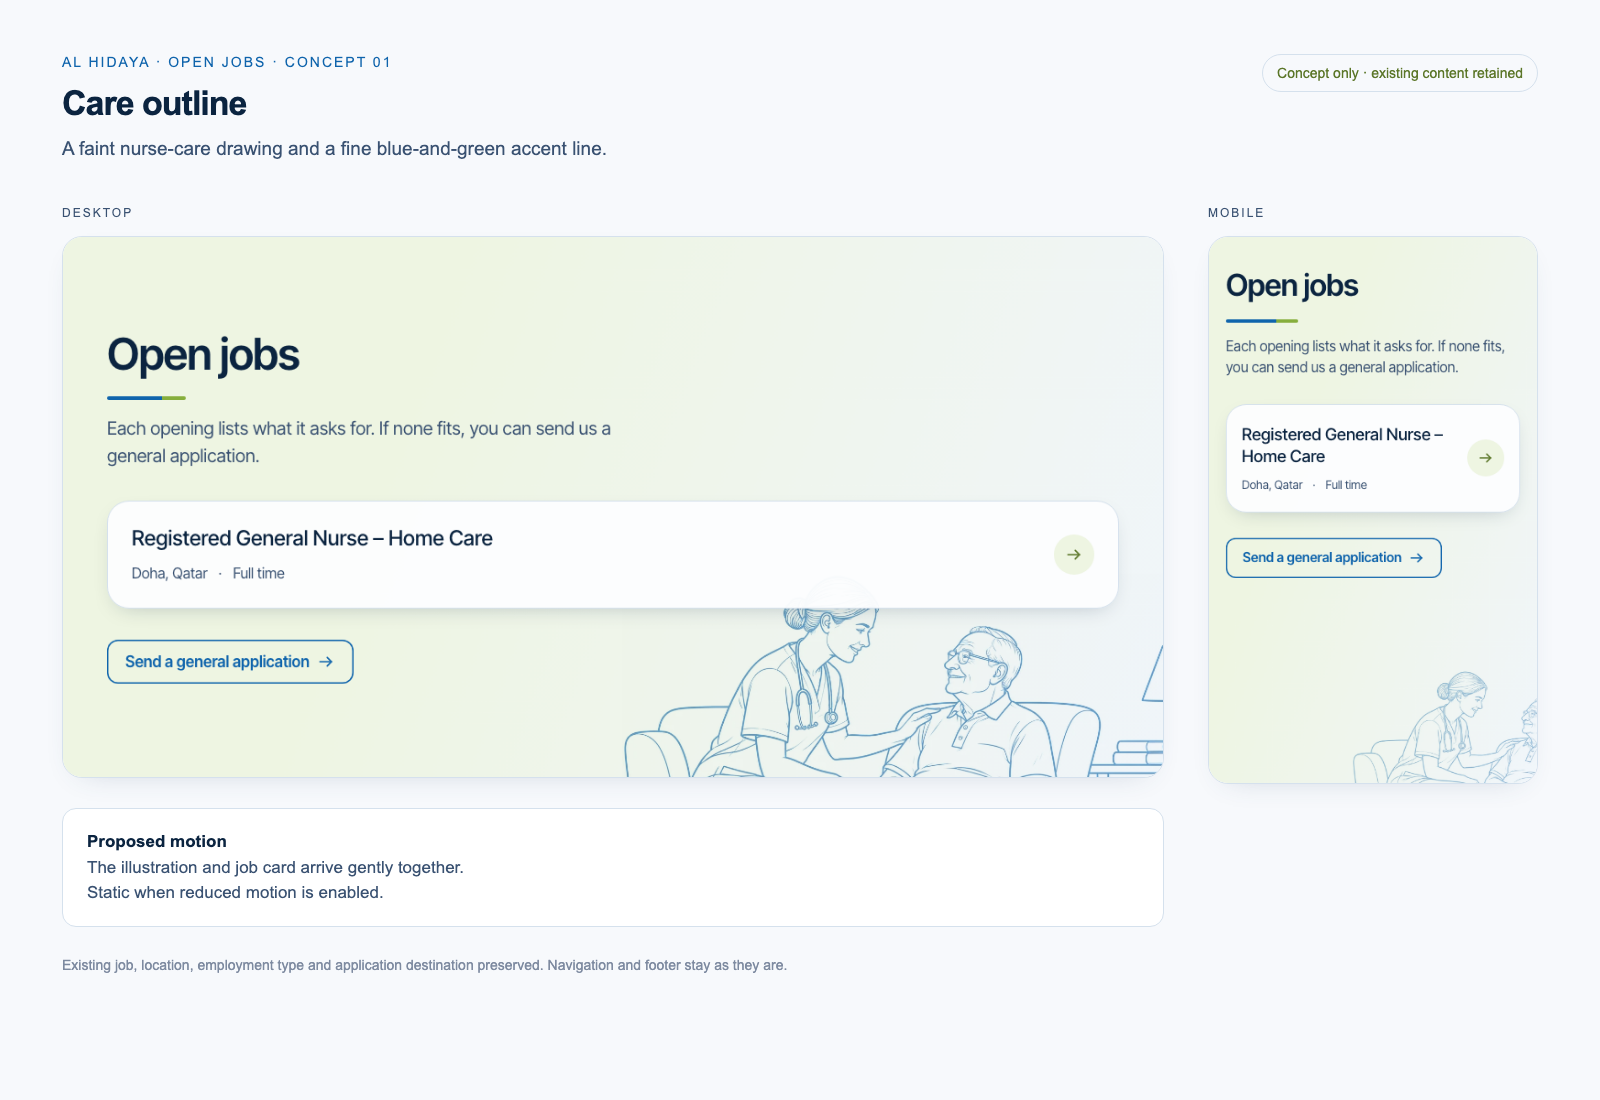 AL HIDAYA · OPEN JOBS · CONCEPT 01
Care outline
A faint nurse-care drawing and a fine blue-and-green accent line.
Concept only · existing content retained
DESKTOP
Open jobs
Each opening lists what it asks for. If none fits, you can send us a
general application.
Registered General Nurse – Home Care
Doha, Qatar · Full time
Send a general application →
MOBILE
Open jobs
Each opening lists what it asks for. If none fits,
you can send us a general application.
Registered General Nurse –
Home Care
Doha, Qatar · Full time
Send a general application →
Proposed motion
The illustration and job card arrive gently together.
Static when reduced motion is enabled.
Existing job, location, employment type and application destination preserved. Navigation and footer stay as they are.